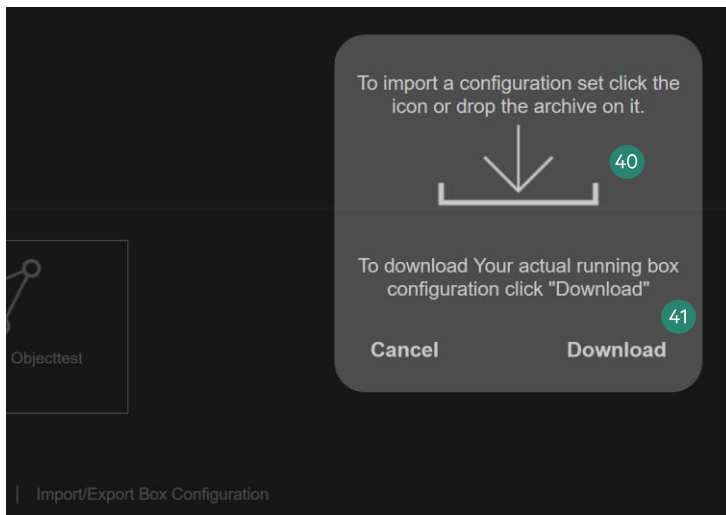 To import a configuration set click the
icon or drop the archive on it.
40
To download Your actual running box
configuration click "Download"
41
Cancel Download
Objecttest
| Import/Export Box Configuration